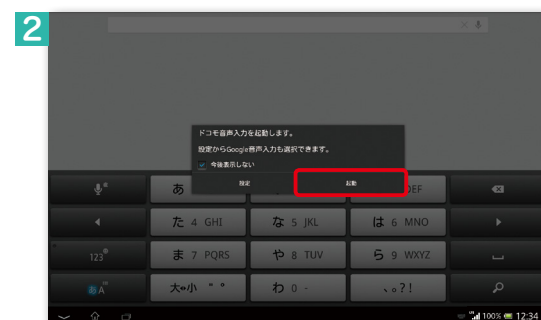 2
ドコモ音声入力を起動します。
設定からGoogle音声入力も選択できます。
今後表示しない
設定 起動
あ DEF
た 4 GHI な 5 JKL は 6 MNO
123 ま 7 PQRS や 8 TUV ら 9 WXYZ
あA 大⇔小 ” ° わ 0 - 、。?!
100% 12:34